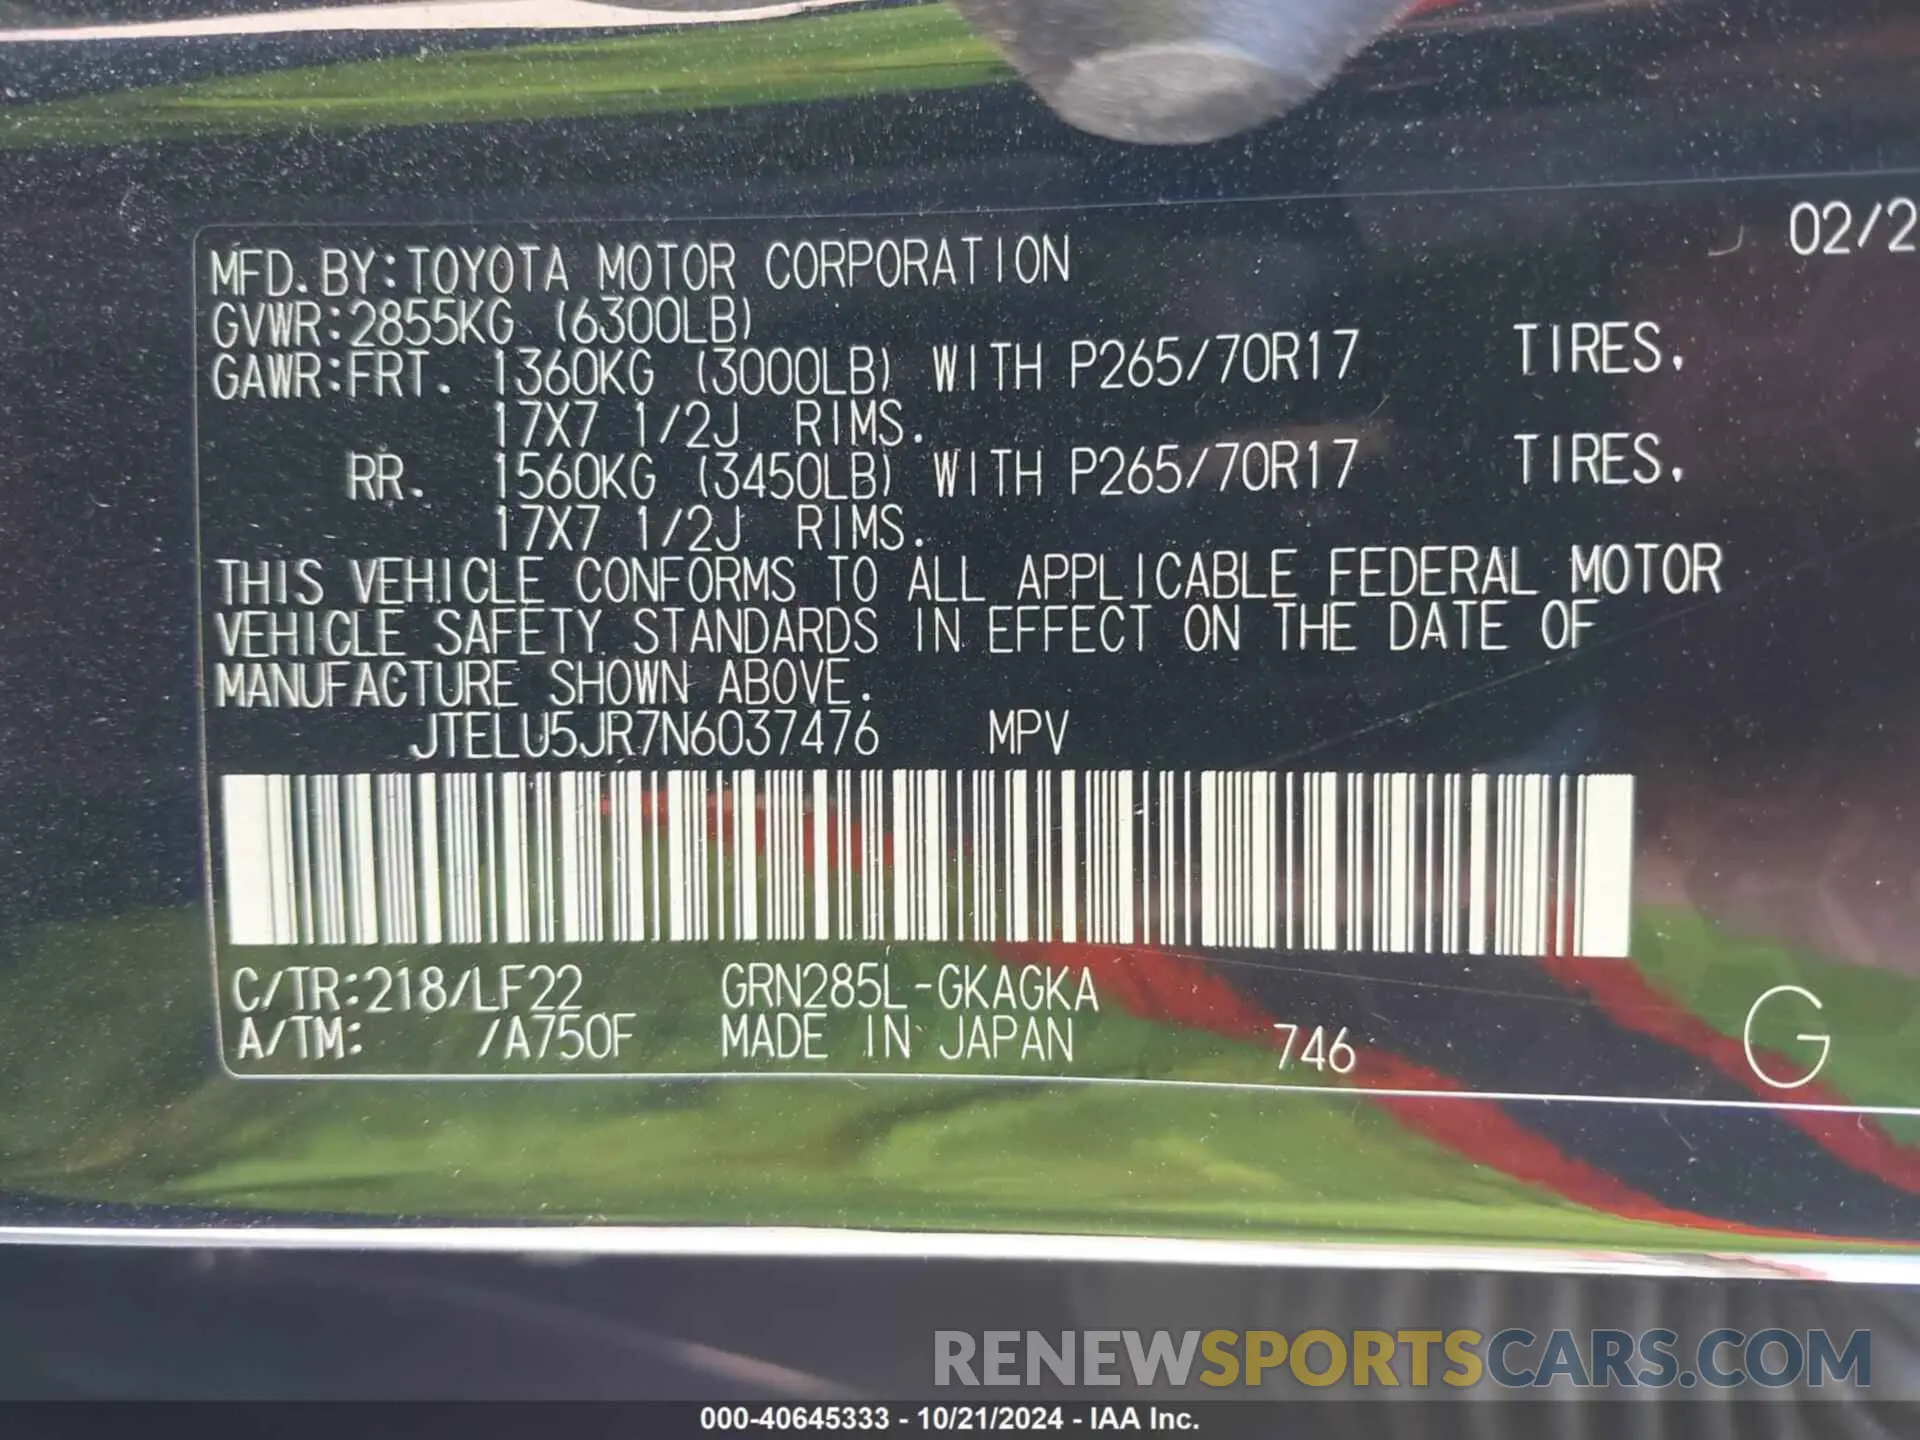 02/2
MFD.BY:TOYOTA MOTOR CORPORATION
GVWR:2855KG (6300LB)
GAWR:FRT. 1360KG (3000LB) WITH P265/70R17 TIRES,
17X7 1/2J RIMS.
RR. 1560KG (3450LB) WITH P265/70R17 TIRES,
17X7 1/2J RIMS.
THIS VEHICLE CONFORMS TO ALL APPLICABLE FEDERAL MOTOR
VEHICLE SAFETY STANDARDS IN EFFECT ON THE DATE OF
MANUFACTURE SHOWN ABOVE.
JTELU5JR7N6037476 MPV
C/TR:218/LF22 GRN285L-GKAGKA
A/TM: /A750F MADE IN JAPAN 746 G
RENEWSPORTSCARS.COM
000-40645333 - 10/21/2024 - IAA Inc.